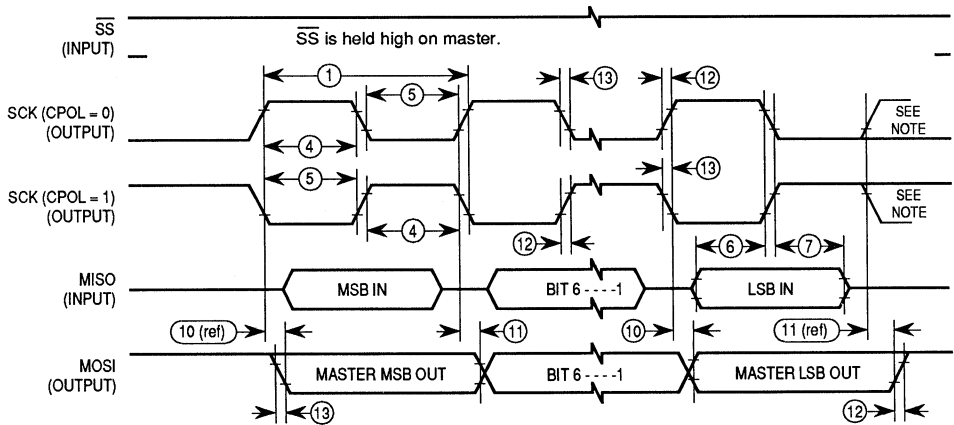 SS
(INPUT)
SS is held high on master.
1
5
13
12
SCK (CPOL = 0)
(OUTPUT)
SEE
NOTE
4
5
13
SCK (CPOL = 1)
(OUTPUT)
SEE
NOTE
4
12
6
7
MISO
(INPUT)
MSB IN
BIT 6 - - - - 1
LSB IN
10 (ref)
11
10
11 (ref)
MOSI
(OUTPUT)
MASTER MSB OUT
BIT 6 - - - - 1
MASTER LSB OUT
13
12